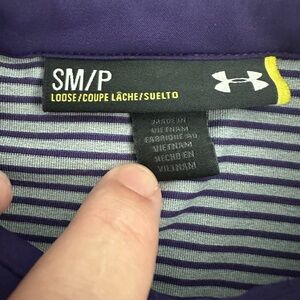 SM/P
LOOSE/COUPE LÂCHE/SUELTO
MADE IN
VIETNAM
FABRIQUÉ AU
VIETNAM
HECHO EN
VIETNAM